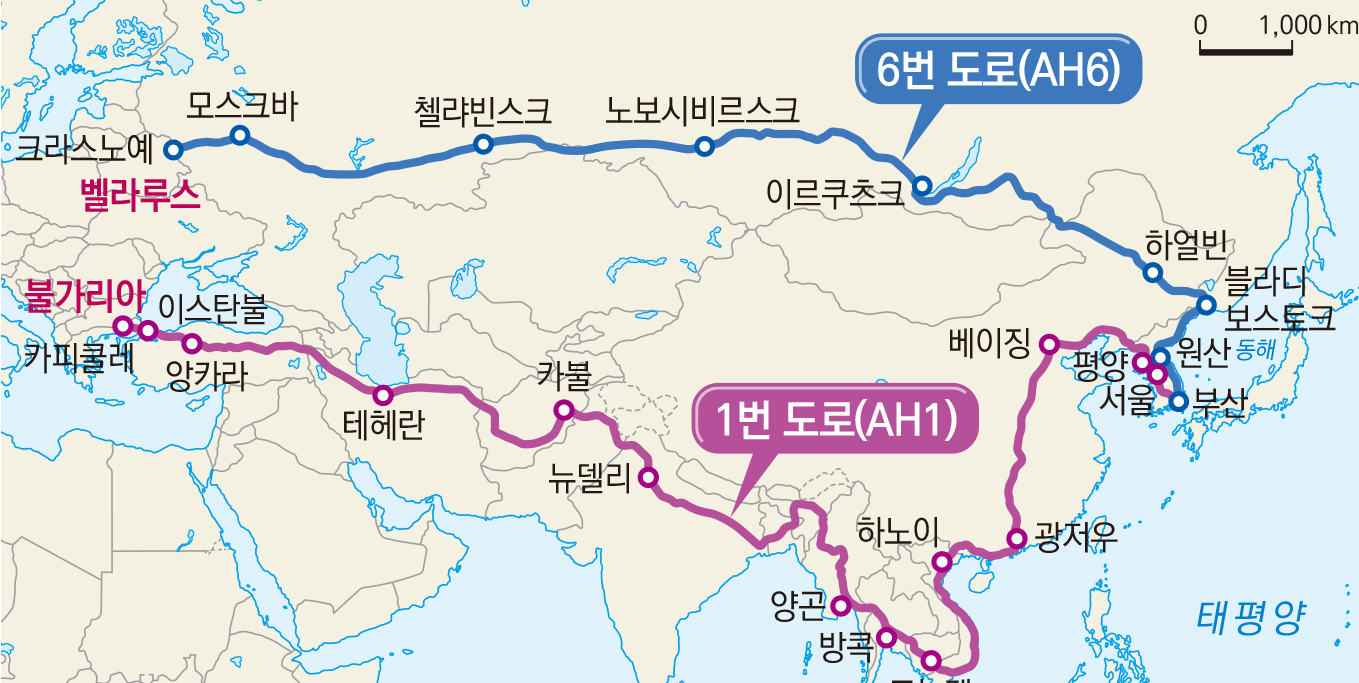 0 1,000 km
6번 도로(AH6)
모스크바
첼랴빈스크
노보시비르스크
크라스노예
벨라루스
이르쿠츠크
하얼빈
블라디
보스토크
불가리아
이스탄불
카피쿨레
앙카라
테헤란
카불
베이징
평양
원산
동해
서울
부산
1번 도로(AH1)
뉴델리
하노이
광저우
양곤
방콕
태평양